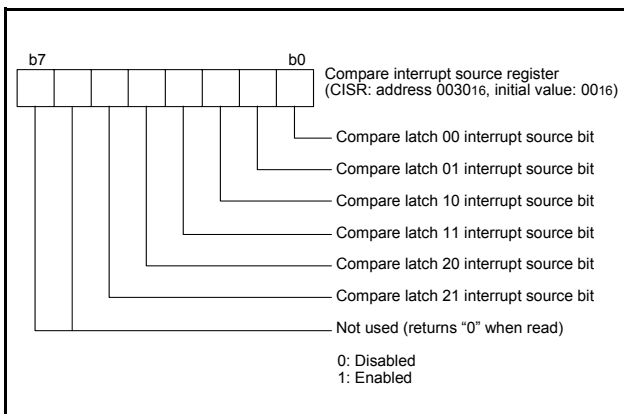 b7 b0
Compare interrupt source register
(CISR: address 003016, initial value: 0016)
Compare latch 00 interrupt source bit
Compare latch 01 interrupt source bit
Compare latch 10 interrupt source bit
Compare latch 11 interrupt source bit
Compare latch 20 interrupt source bit
Compare latch 21 interrupt source bit
Not used (returns “0” when read)
0: Disabled
1: Enabled